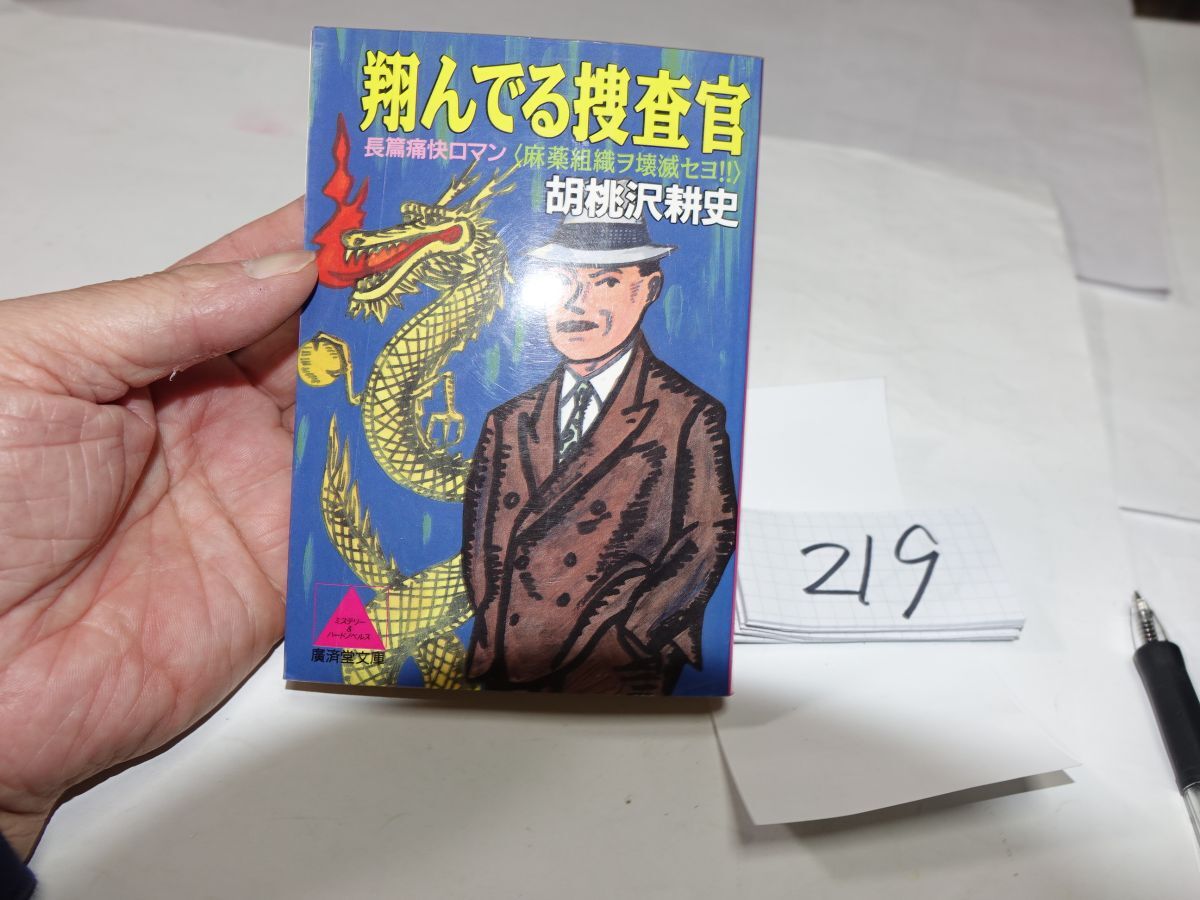 翔んでる捜査官
長篇痛快ロマン〈麻薬組織ヲ壊滅セヨ!!〉
胡桃沢耕史
219
ミステリー
&
ハードノベルス
廣済堂文庫